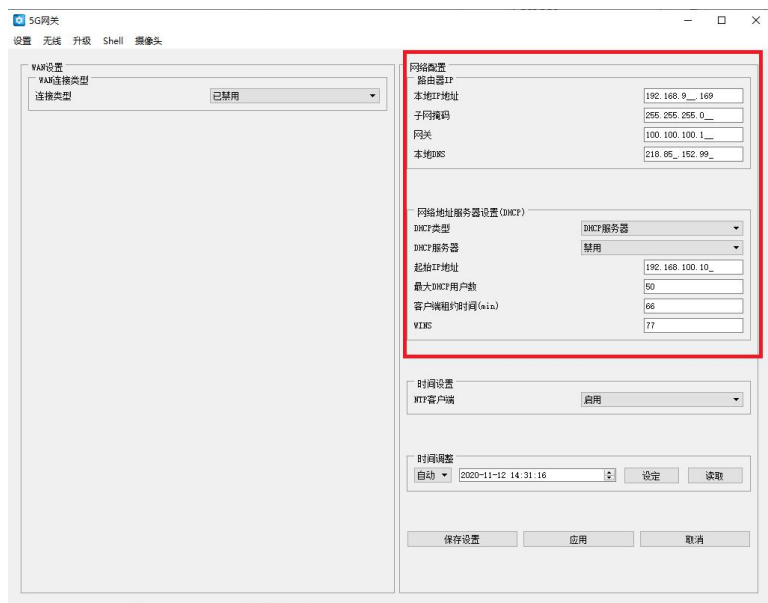 5G网关
设置 无线 升级 Shell 摄像头
WAN设置
WAN连接类型
连接类型 已禁用
网络配置
路由器IP
本地IP地址 192.168.9__.169
子网掩码 255.255.255.0__
网关 100.100.100.1__
本地DNS 218.85_.152.99_
网络地址服务器设置(DHCP)
DHCP类型 DHCP服务器
DHCP服务器 禁用
起始IP地址 192.168.100.10_
最大DHCP用户数 50
客户端租约时间(min) 66
WINS 77
时间设置
NTP客户端 启用
时间调整
自动 2020-11-12 14:31:16 设定 读取
保存设置 应用 取消